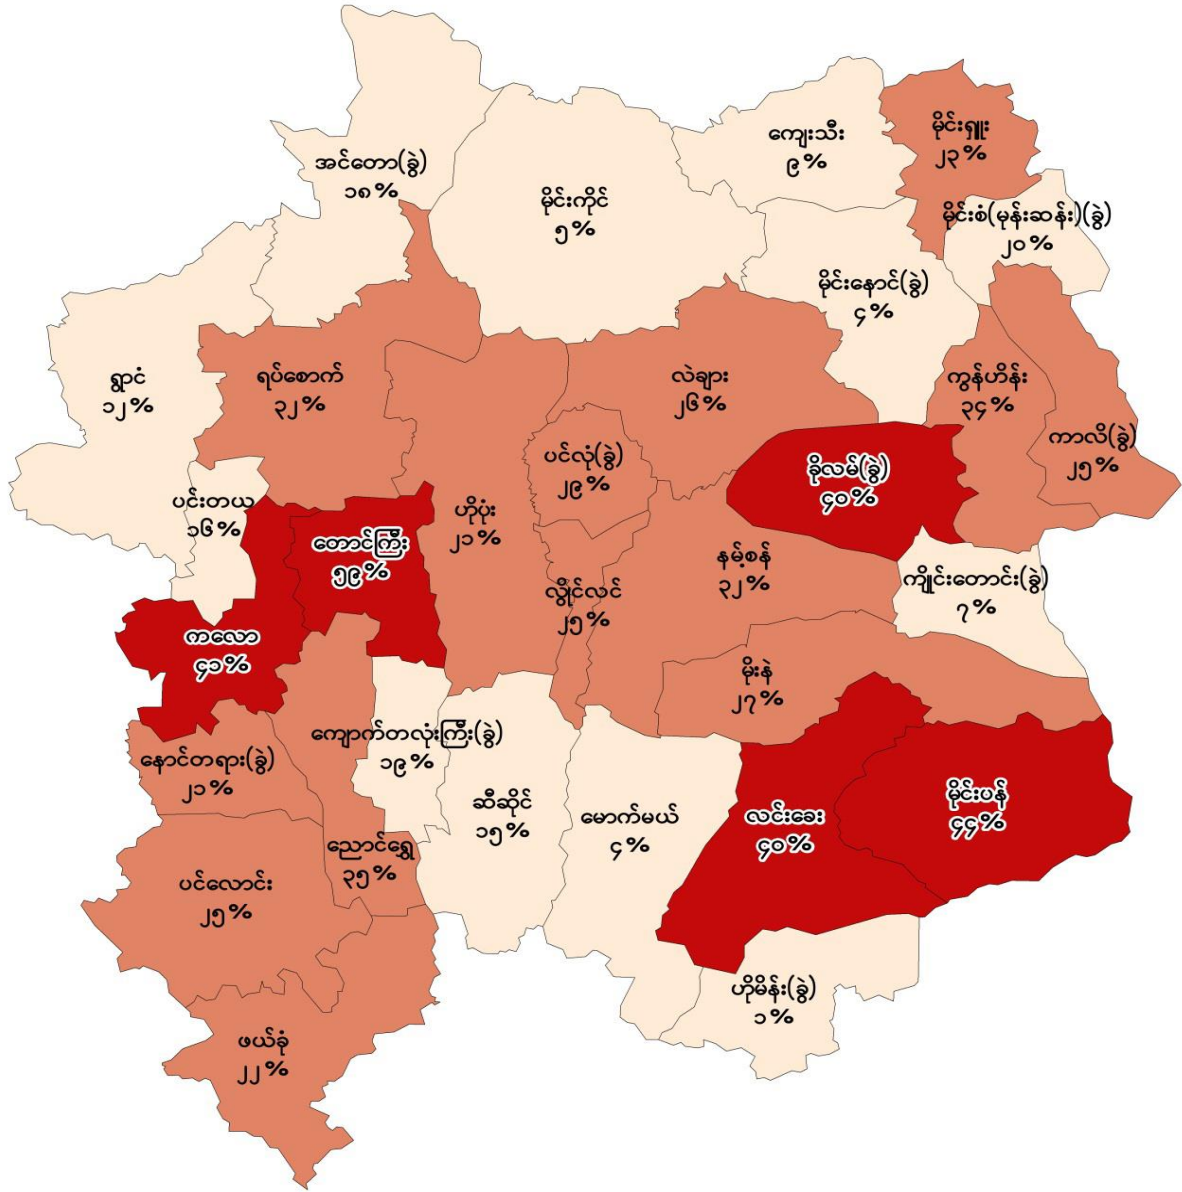 ကျေးသီး
၉%
မိုင်းရှူး
၂၃%
အင်တော(ခွဲ)
၁၈%
မိုင်းကိုင်
၅%
မိုင်းစံ(မုန်းဆန်း)(ခွဲ)
၂၀%
မိုင်းနောင်(ခွဲ)
၄%
ရွာငံ
၁၂%
ရပ်စောက်
၃၂%
လဲချား
၂၆%
ကွန်ဟိန်း
၃၄%
ကာလိ(ခွဲ)
၂၅%
ပင်လုံ(ခွဲ)
၂၉%
ခိုလမ်(ခွဲ)
၄၀%
ပင်းတယ
၁၆%
ဟိုပုံး
၂၁%
တောင်ကြီး
၅၉%
နမ့်စန်
၃၂%
ကျိုင်းတောင်း(ခွဲ)
၇%
လွိုင်လင်
၂၅%
ကလော
၄၁%
မိုးနဲ
၂၇%
ကျောက်တလုံးကြီး(ခွဲ)
၁၉%
နောင်တရား(ခွဲ)
၂၁%
ဆီဆိုင်
၁၅%
မောက်မယ်
၄%
လင်းခေး
၄၀%
မိုင်းပန်
၄၄%
ညောင်ရွှေ
၃၅%
ပင်လောင်း
၂၅%
ဟိုမိန်း(ခွဲ)
၁%
ဖယ်ခုံ
၂၂%